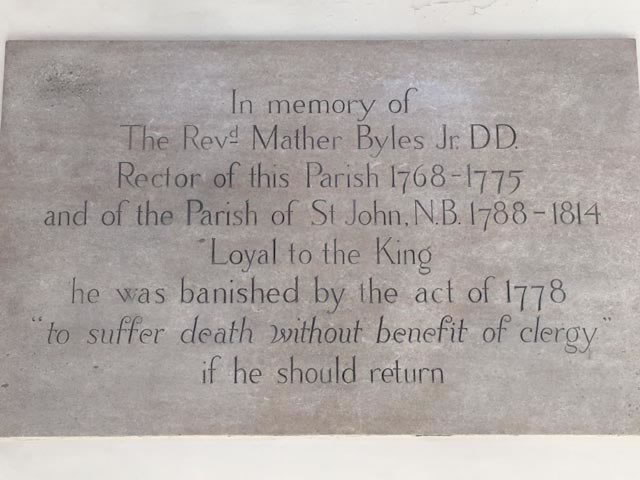 In memory of
The Revd Mather Byles Jr. D.D.
Rector of this Parish 1768-1775
and of the Parish of St John, N.B. 1788-1814
Loyal to the King
he was banished by the act of 1778
"to suffer death without benefit of clergy"
if he should return